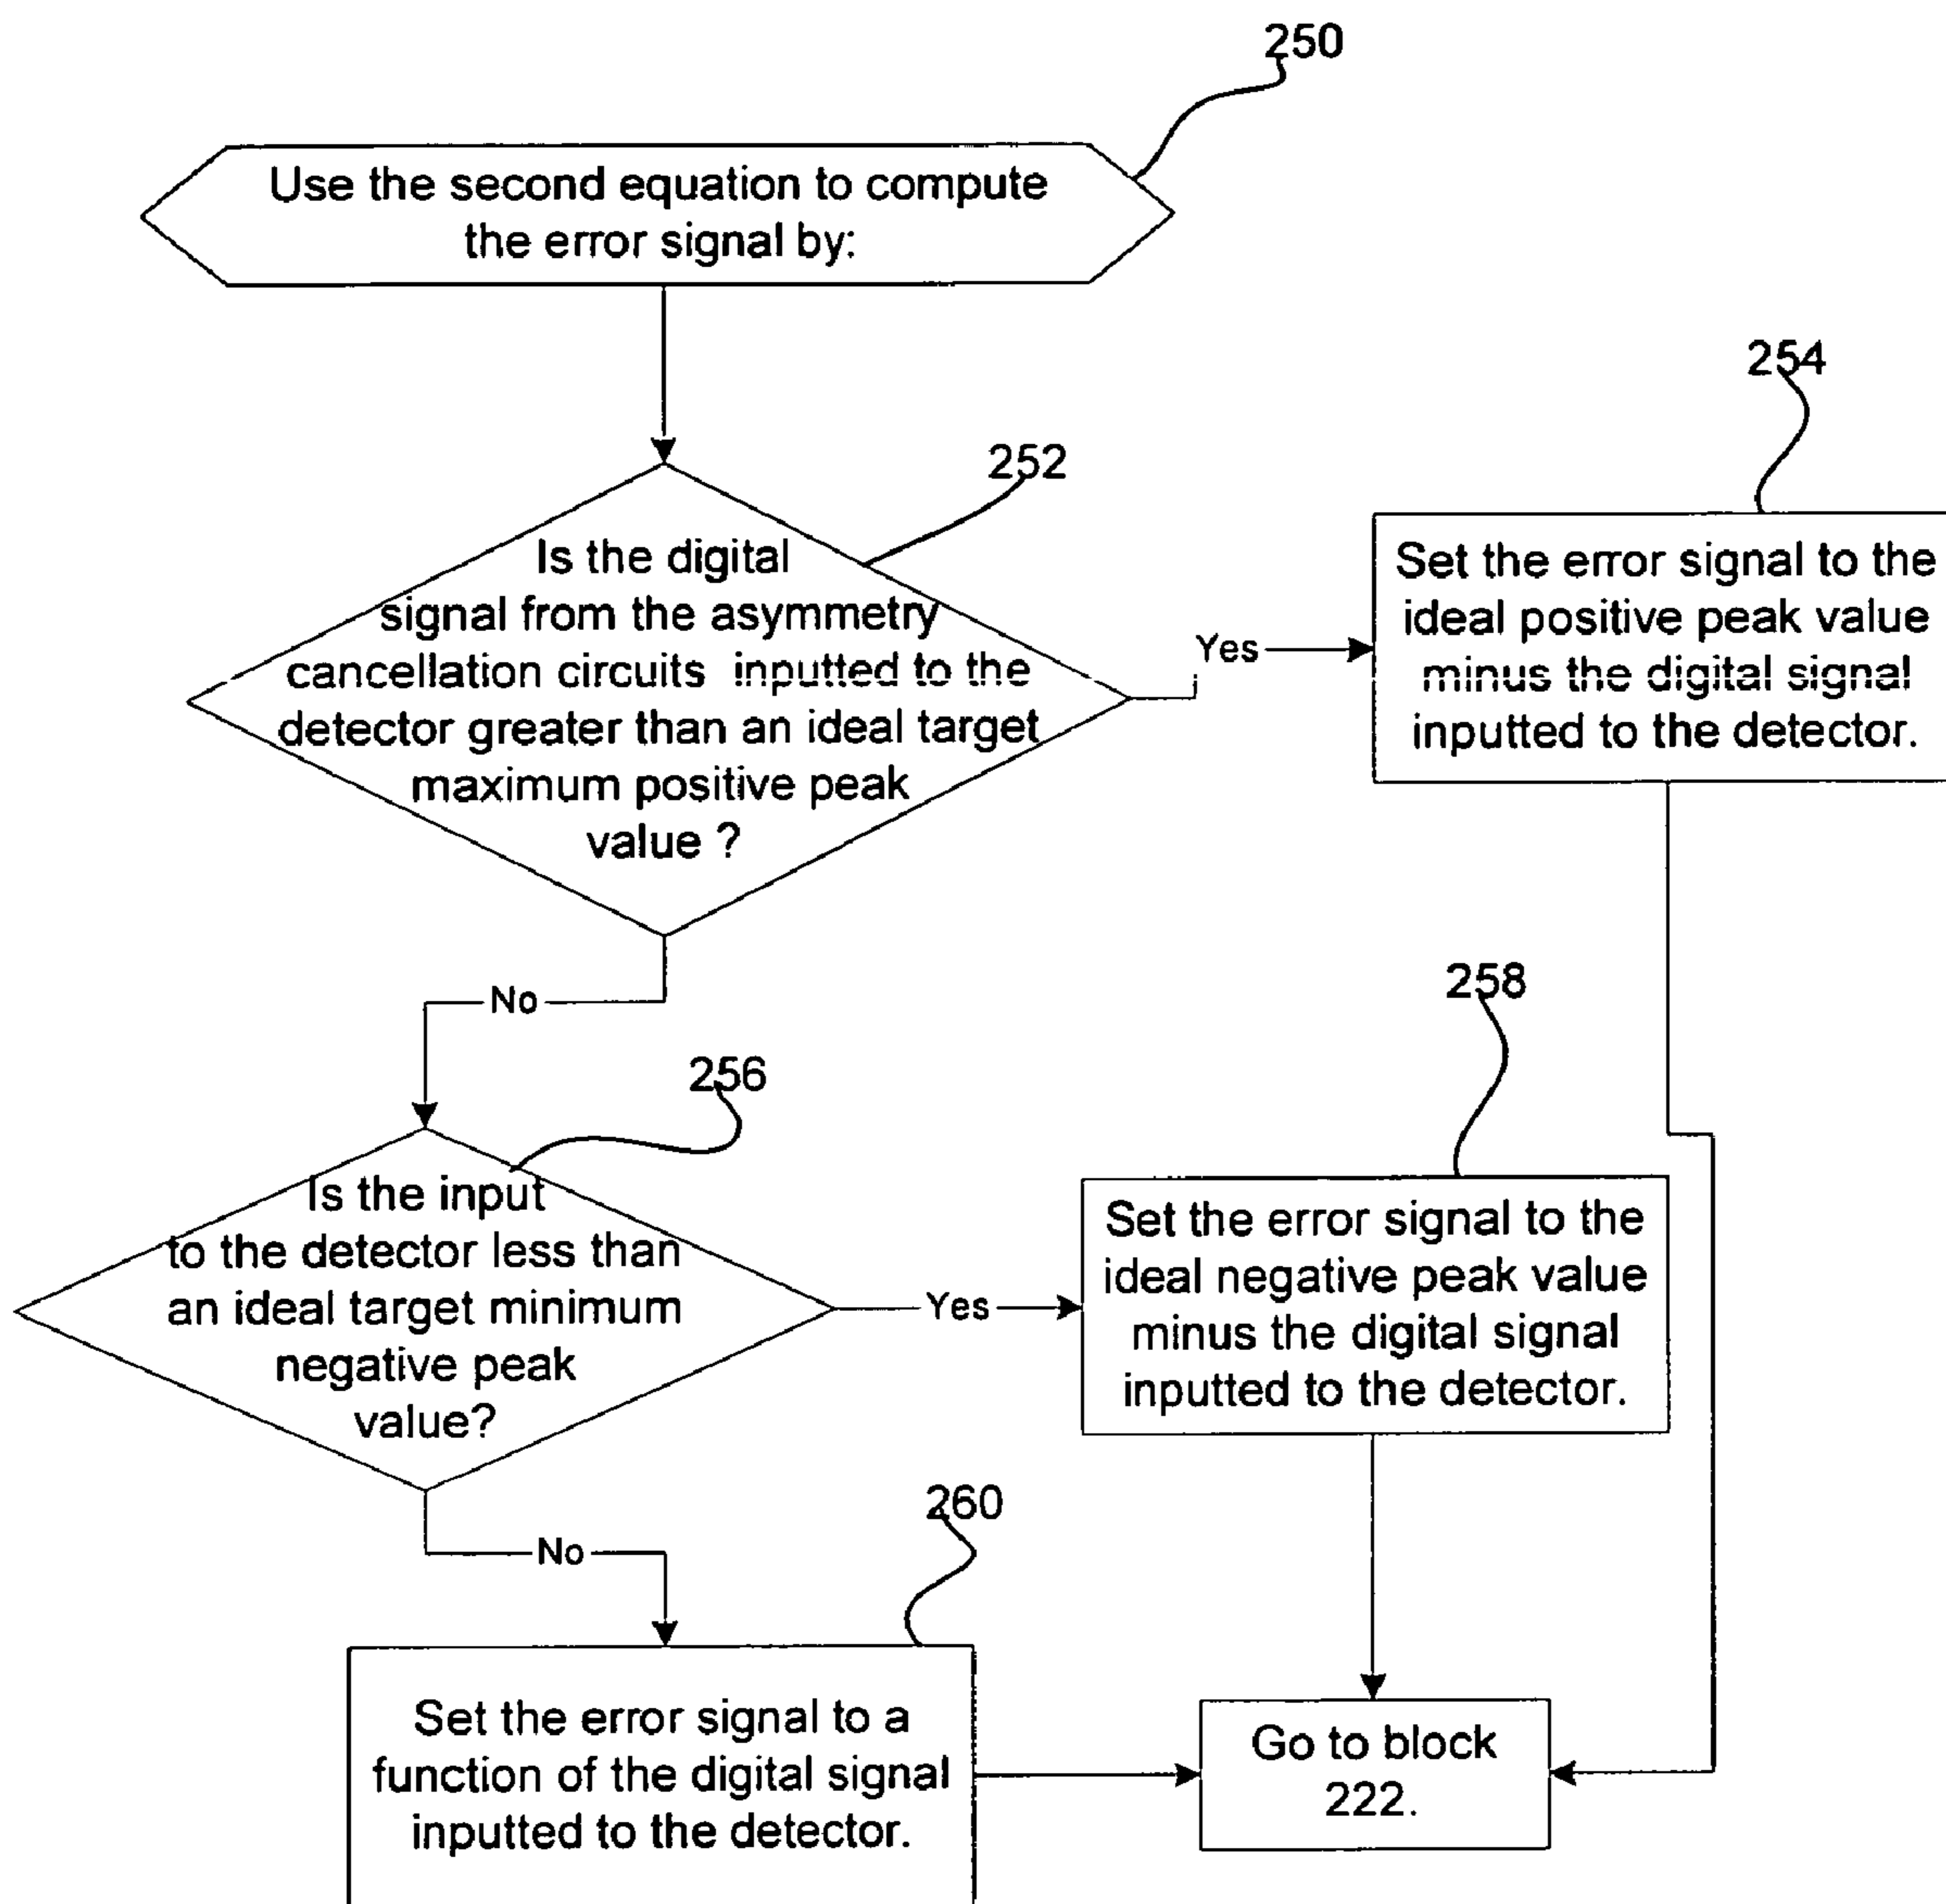 250
Use the second equation to compute
the error signal by:
252
Is the digital
signal from the asymmetry
cancellation circuits inputted to the
detector greater than an ideal target
maximum positive peak
value ?
Yes
254
Set the error signal to the
ideal positive peak value
minus the digital signal
inputted to the detector.
No
256
Is the input
to the detector less than
an ideal target minimum
negative peak
value?
Yes
258
Set the error signal to the
ideal negative peak value
minus the digital signal
inputted to the detector.
No
260
Set the error signal to a
function of the digital signal
inputted to the detector.
Go to block
222.